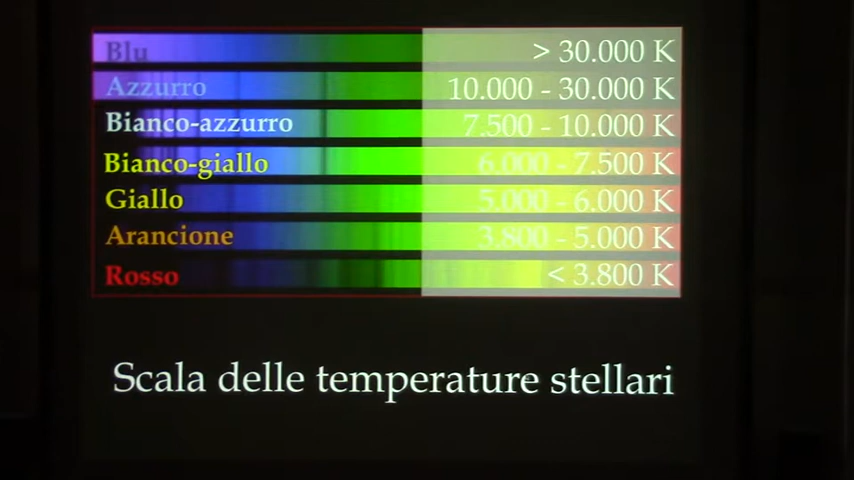 Blu > 30.000 K
Azzurro 10.000 - 30.000 K
Bianco-azzurro 7.500 - 10.000 K
Bianco-giallo 6.000 - 7.500 K
Giallo 5.000 - 6.000 K
Arancione 3.800 - 5.000 K
Rosso < 3.800 K
Scala delle temperature stellari